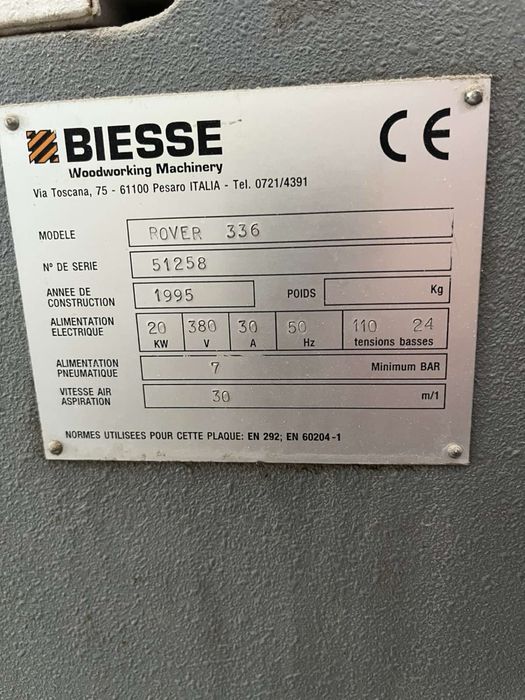 BIESSE
Woodworking Machinery
CE
Via Toscana, 75 - 61100 Pesaro ITALIA - Tel. 0721/4391
MODELE ROVER 336
N° DE SERIE 51258
ANNEE DE CONSTRUCTION 1995 POIDS Kg
ALIMENTATION ELECTRIQUE 20 KW 380 V 30 A 50 Hz 110 24 tensions basses
ALIMENTATION PNEUMATIQUE 7 Minimum BAR
VITESSE AIR ASPIRATION 30 m/1
NORMES UTILISEES POUR CETTE PLAQUE: EN 292; EN 60204-1